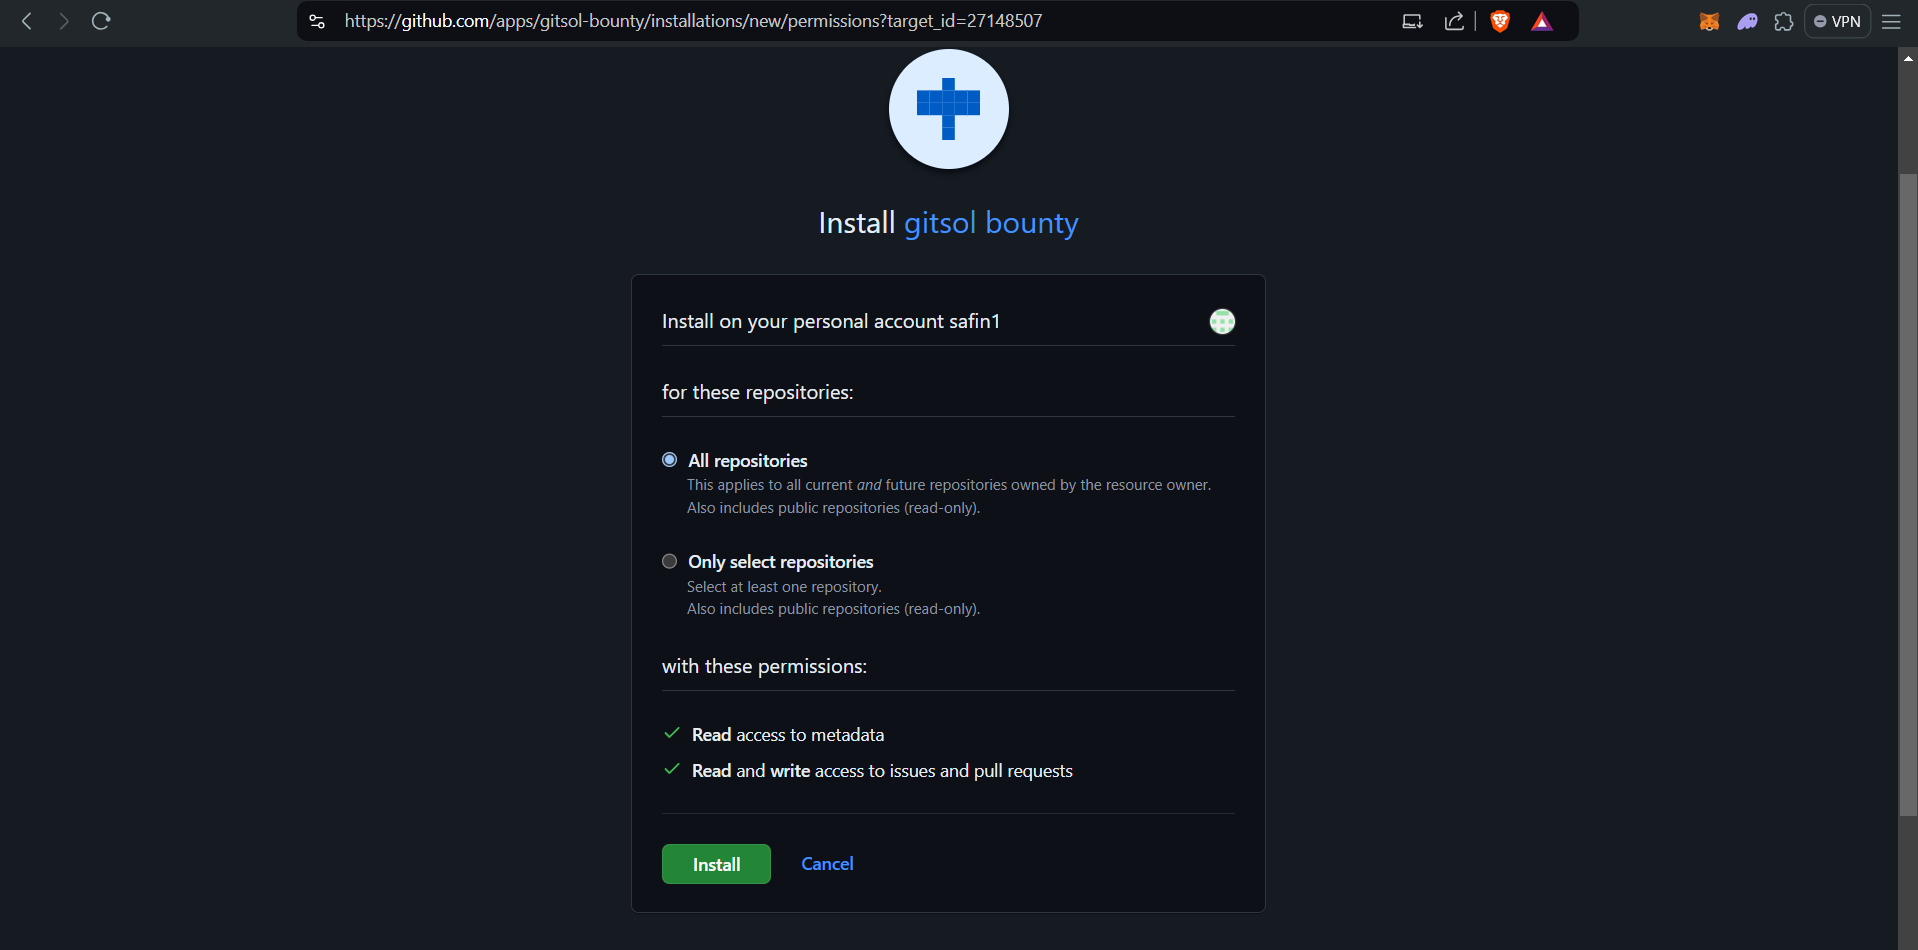 https://github.com/apps/gitsol-bounty/installations/new/permissions?target_id=27148507
VPN
Install gitsol bounty
Install on your personal account safin1
for these repositories:
All repositories
This applies to all current and future repositories owned by the resource owner.
Also includes public repositories (read-only).
Only select repositories
Select at least one repository.
Also includes public repositories (read-only).
with these permissions:
Read access to metadata
Read and write access to issues and pull requests
Install
Cancel